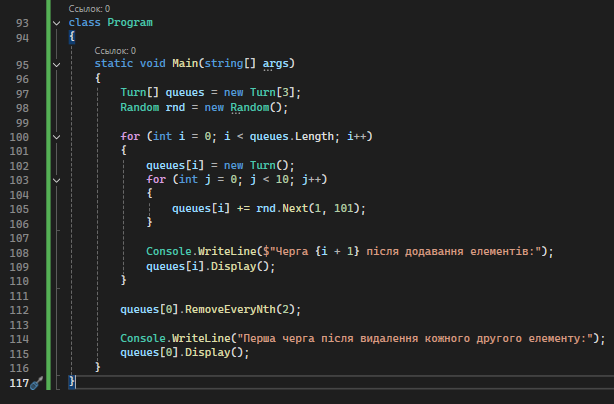 Ссылок: 0
93 class Program
94 {
Ссылок: 0
95 static void Main(string[] args)
96 {
97 Turn[] queues = new Turn[3];
98 Random rnd = new Random();
99
100 for (int i = 0; i < queues.Length; i++)
101 {
102 queues[i] = new Turn();
103 for (int j = 0; j < 10; j++)
104 {
105 queues[i] += rnd.Next(1, 101);
106 }
107
108 Console.WriteLine($"Черга {i + 1} після додавання елементів:");
109 queues[i].Display();
110 }
111
112 queues[0].RemoveEveryNth(2);
113
114 Console.WriteLine("Перша черга після видалення кожного другого елементу:");
115 queues[0].Display();
116 }
117 }